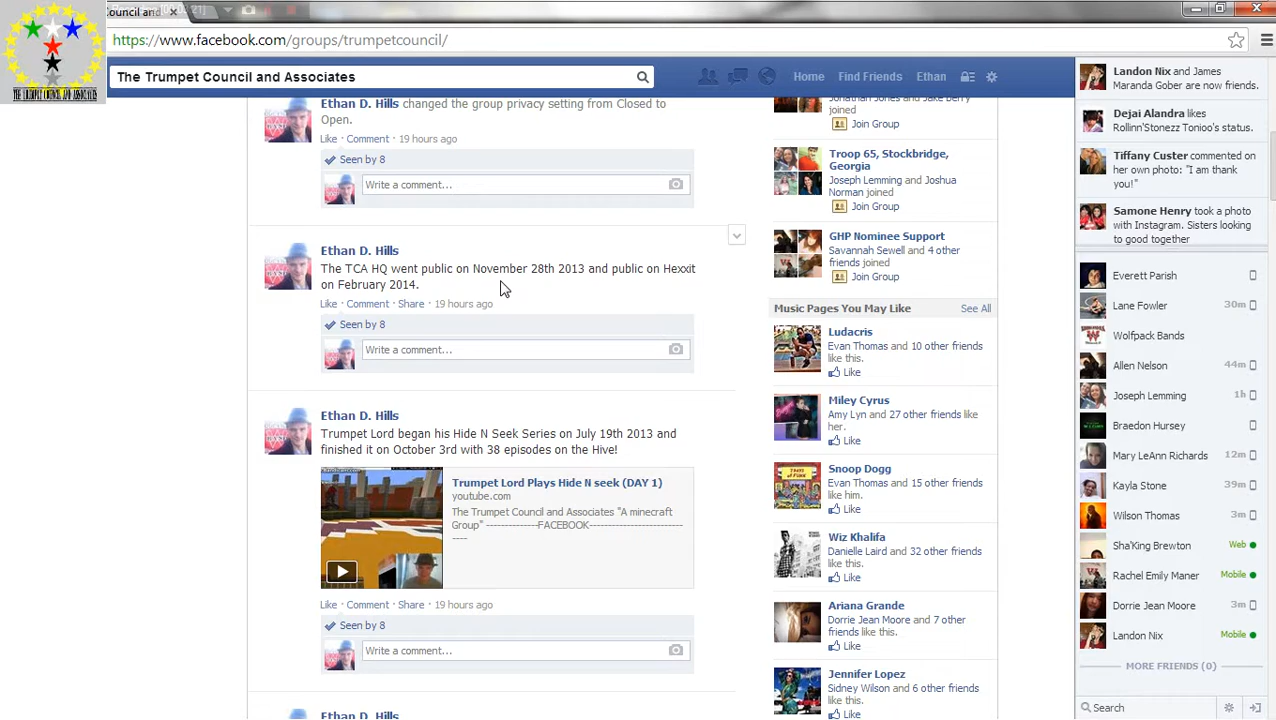 Council and
THE TRUMPET COUNCIL AND ASSOCIATES
https://www.facebook.com/groups/trumpetcouncil/
The Trumpet Council and Associates
Home
Find Friends
Ethan
Ethan D. Hills changed the group privacy setting from Closed to
Open.
Like · Comment · 19 hours ago
Seen by 8
Write a comment...
Ethan D. Hills
The TCA HQ went public on November 28th 2013 and public on Hexxit
on February 2014.
Like · Comment · Share · 19 hours ago
Seen by 8
Write a comment...
Ethan D. Hills
Trumpet Lord began his Hide N Seek Series on July 19th 2013 and
finished it on October 3rd with 38 episodes on the Hive!
Trumpet Lord Plays Hide N seek (DAY 1)
youtube.com
The Trumpet Council and Associates "A minecraft
Group" --------------FACEBOOK--------------------------
----
Like · Comment · Share · 19 hours ago
Seen by 8
Write a comment...
Ethan D. Hills
Jonathan Jones and Jake Berry
joined
Join Group
Troop 65, Stockbridge,
Georgia
Joseph Lemming and Joshua
Norman joined
Join Group
GHP Nominee Support
Savannah Sewell and 4 other
friends joined
Join Group
Music Pages You May Like
See All
Ludacris
Evan Thomas and 10 other friends
like this.
Like
Miley Cyrus
Amy Lyn and 27 other friends like
her.
Like
Snoop Dogg
Evan Thomas and 15 other friends
like him.
Like
Wiz Khalifa
Danielle Laird and 32 other friends
like this.
Like
Ariana Grande
Dorrie Jean Moore and 7 other
friends like this.
Like
Jennifer Lopez
Sidney Wilson and 6 other friends
like this.
Like
Landon Nix and James
Maranda Gober are now friends.
Dejai Alandra likes
Rollinn'Stonezz Tonioo's status.
Tiffany Custer commented on
her own photo: "I am thank
you!"
Samone Henry took a photo
with Instagram. Sisters looking
to good together
Everett Parish
Lane Fowler 30m
Wolfpack Bands
Allen Nelson 44m
Joseph Lemming 1h
Braedon Hursey
Mary LeAnn Richards 12m
Kayla Stone 39m
Wilson Thomas 3m
Sha'King Brewton Web
Rachel Emily Maner Mobile
Dorrie Jean Moore 3m
Landon Nix Mobile
MORE FRIENDS (0)
Search